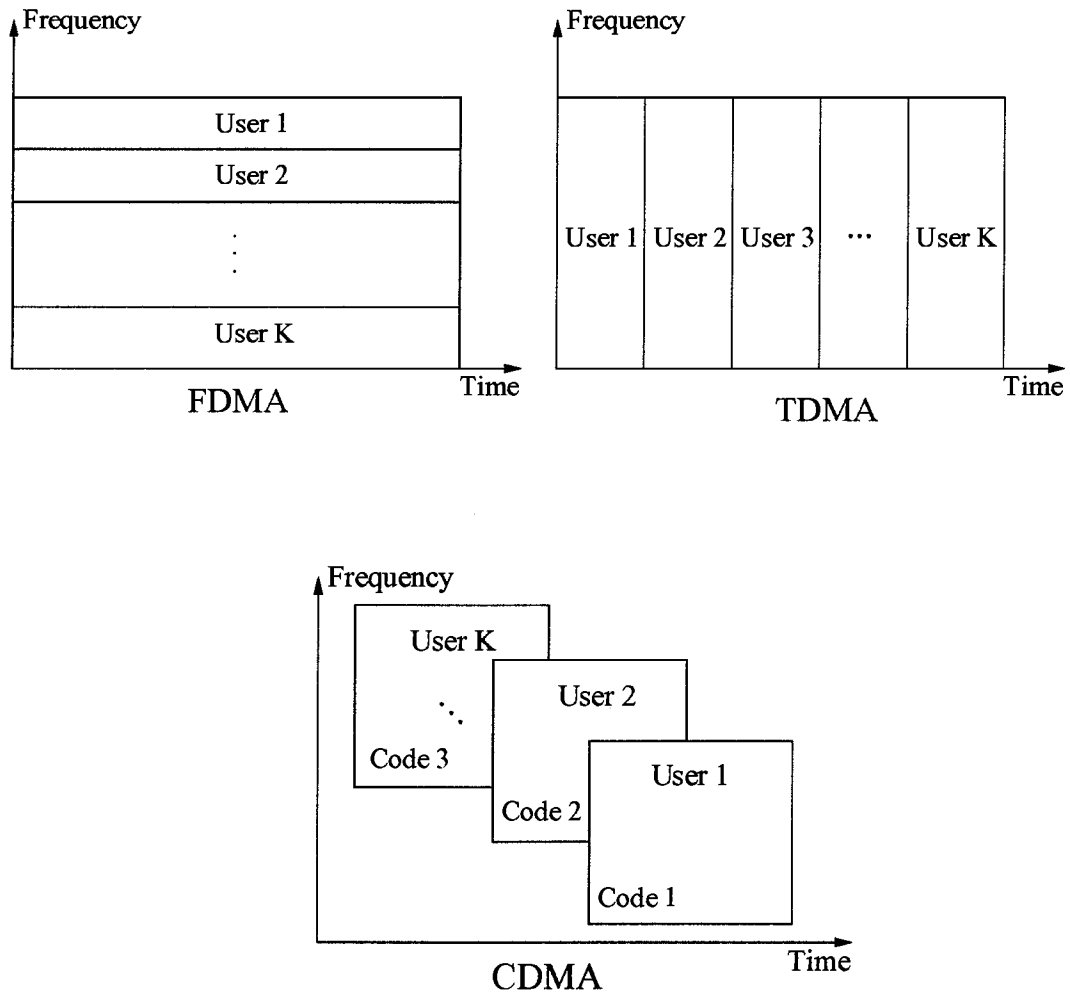 Frequency
User 1
User 2
User K
Time
FDMA
Frequency
User 1 User 2 User 3 ... User K
Time
TDMA
Frequency
User K
Code 3
User 2
Code 2
User 1
Code 1
Time
CDMA